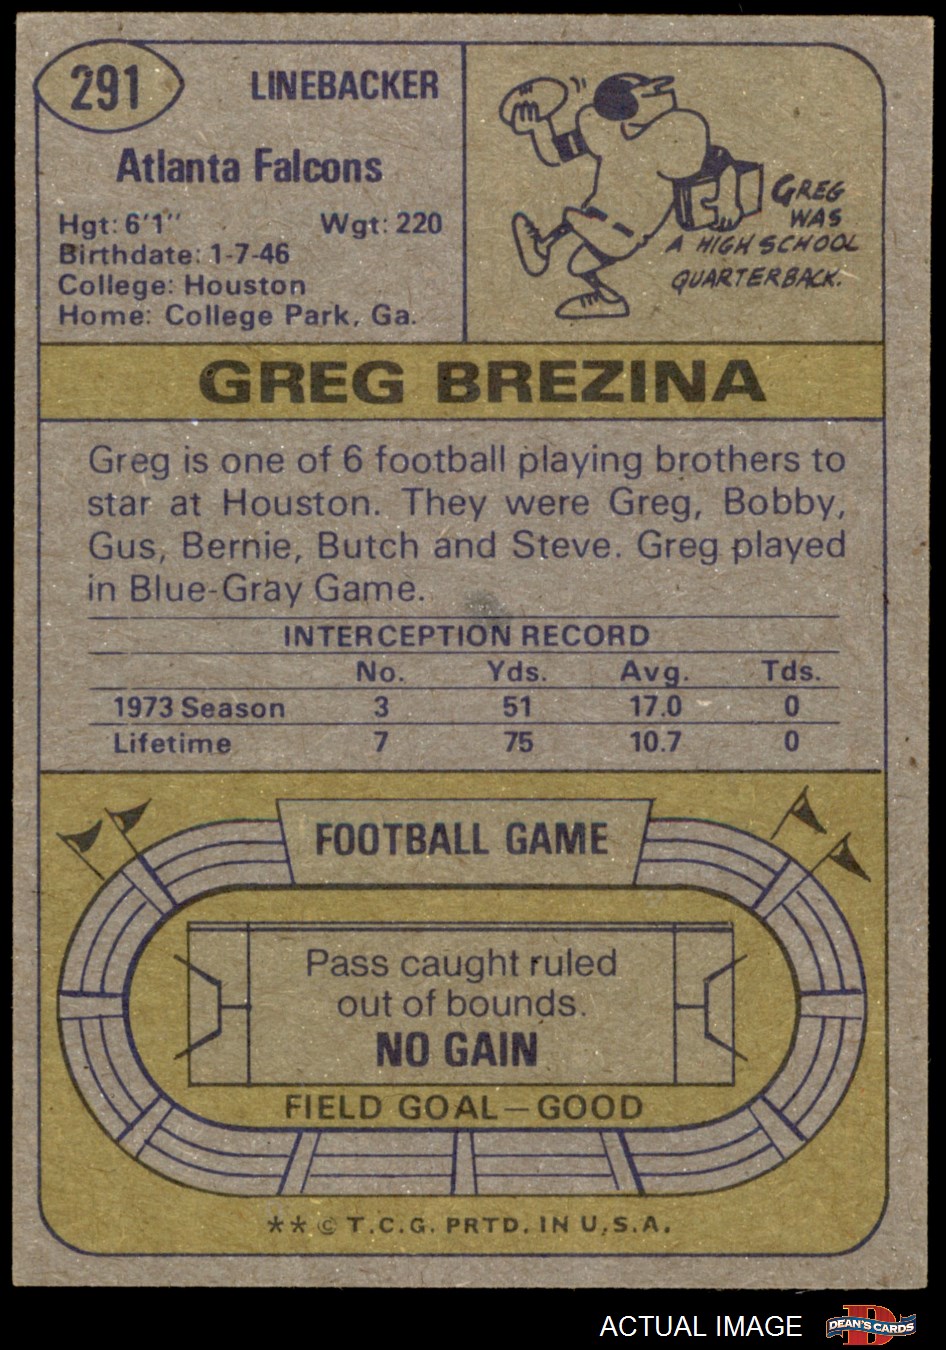 291
LINEBACKER
Atlanta Falcons
Hgt: 6'1" Wgt: 220
Birthdate: 1-7-46
College: Houston
Home: College Park, Ga.
GREG
WAS
A HIGH SCHOOL
QUARTERBACK.
GREG BREZINA
Greg is one of 6 football playing brothers to
star at Houston. They were Greg, Bobby,
Gus, Bernie, Butch and Steve. Greg played
in Blue-Gray Game.
INTERCEPTION RECORD
No. Yds. Avg. Tds.
1973 Season 3 51 17.0 0
Lifetime 7 75 10.7 0
FOOTBALL GAME
Pass caught ruled
out of bounds.
NO GAIN
FIELD GOAL—GOOD
**© T.C.G. PRTD. IN U.S.A.
ACTUAL IMAGE
D
DEAN'S CARDS